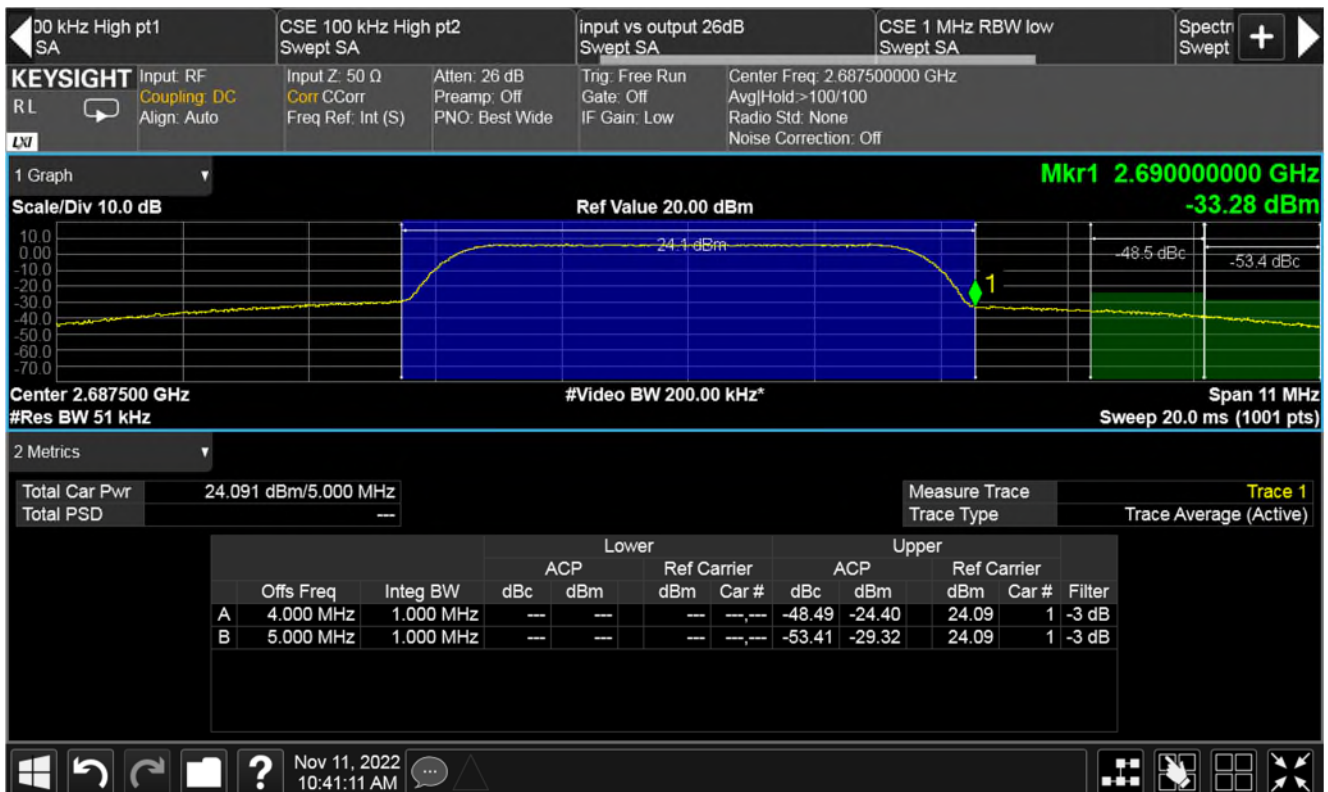 00 kHz High pt1
SA
CSE 100 kHz High pt2
Swept SA
input vs output 26dB
Swept SA
CSE 1 MHz RBW low
Swept SA
Spectr
Swept
+
KEYSIGHT
R L
LXI
Input: RF
Coupling: DC
Align: Auto
Input Z: 50 Ω
Corr CCorr
Freq Ref: Int (S)
Atten: 26 dB
Preamp: Off
PNO: Best Wide
Trig: Free Run
Gate: Off
IF Gain: Low
Center Freq: 2.687500000 GHz
Avg|Hold:>100/100
Radio Std: None
Noise Correction: Off
1 Graph
Mkr1 2.690000000 GHz
-33.28 dBm
Scale/Div 10.0 dB
Ref Value 20.00 dBm
10.0
0.00
-10.0
-20.0
-30.0
-40.0
-50.0
-60.0
-70.0
24.1 dBm
1
-48.5 dBc
-53.4 dBc
Center 2.687500 GHz
#Video BW 200.00 kHz*
Span 11 MHz
#Res BW 51 kHz
Sweep 20.0 ms (1001 pts)
2 Metrics
Total Car Pwr 24.091 dBm/5.000 MHz
Total PSD ---
Measure Trace Trace 1
Trace Type Trace Average (Active)
Lower Upper
ACP Ref Carrier ACP Ref Carrier
Offs Freq Integ BW dBc dBm dBm Car # dBc dBm dBm Car # Filter
A 4.000 MHz 1.000 MHz --- --- --- ---,--- -48.49 -24.40 24.09 1 -3 dB
B 5.000 MHz 1.000 MHz --- --- --- ---,--- -53.41 -29.32 24.09 1 -3 dB
?
Nov 11, 2022
10:41:11 AM